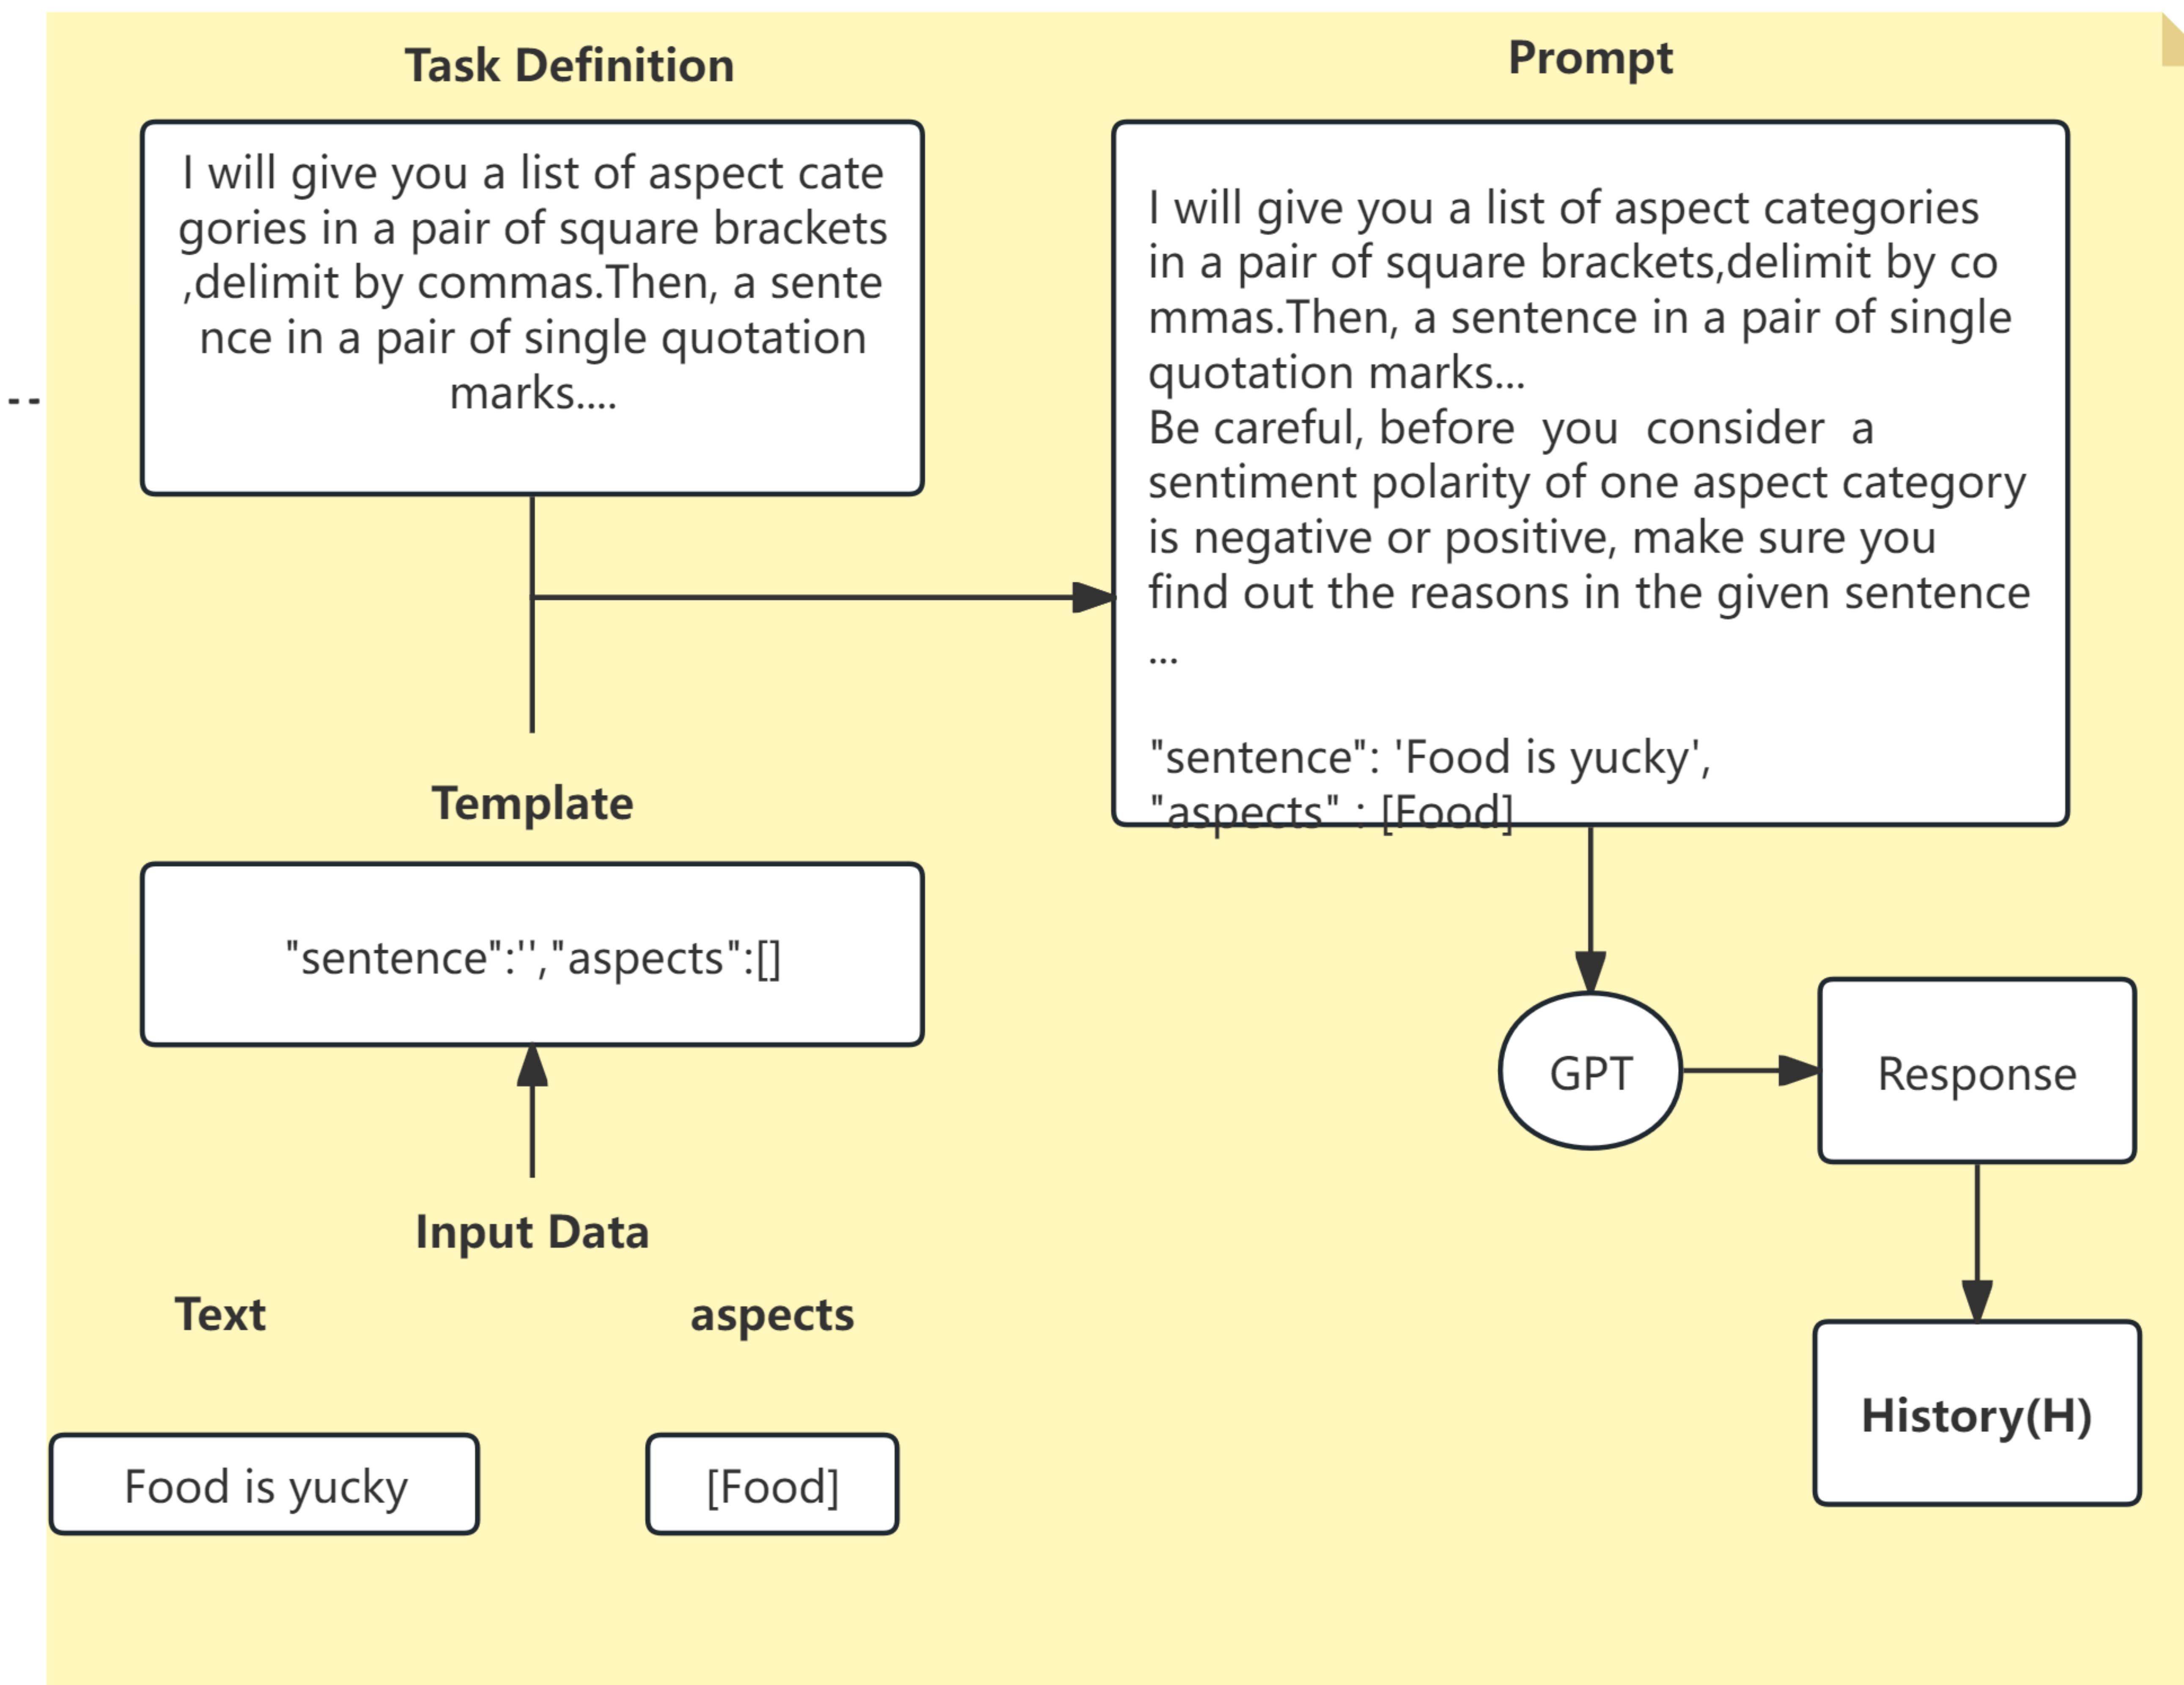 Task Definition
I will give you a list of aspect cate
gories in a pair of square brackets
,delimit by commas.Then, a sente
nce in a pair of single quotation
marks....
Template
"sentence":'',"aspects":[]
Input Data
Text
aspects
Food is yucky
[Food]
Prompt
I will give you a list of aspect categories
in a pair of square brackets,delimit by co
mmas.Then, a sentence in a pair of single
quotation marks...
Be careful, before  you  consider  a
sentiment polarity of one aspect category
is negative or positive, make sure you
find out the reasons in the given sentence
...
"sentence": 'Food is yucky',
"aspects" : [Food]
GPT
Response
History(H)